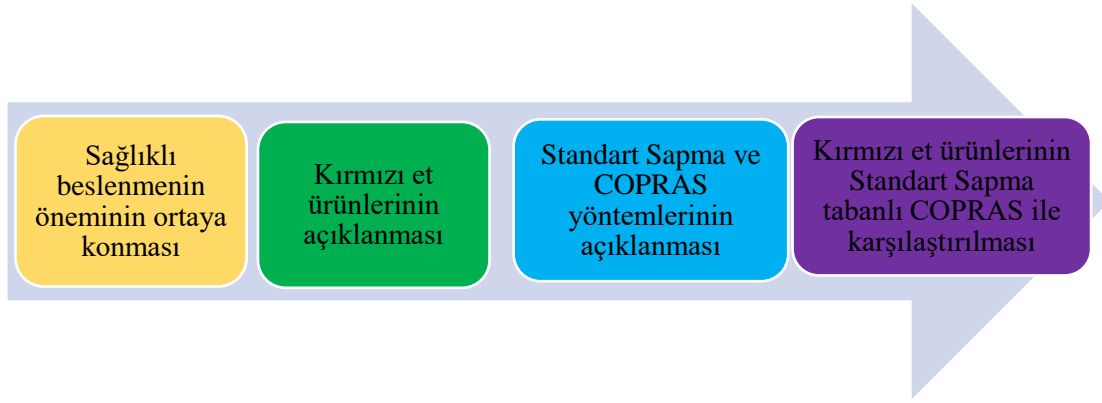 Sağlıklı
beslenmenin
öneminin ortaya
konması
Kırmızı et
ürünlerinin
açıklanması
Standart Sapma ve
COPRAS
yöntemlerinin
açıklanması
Kırmızı et ürünlerinin
Standart Sapma
tabanlı COPRAS ile
karşılaştırılması